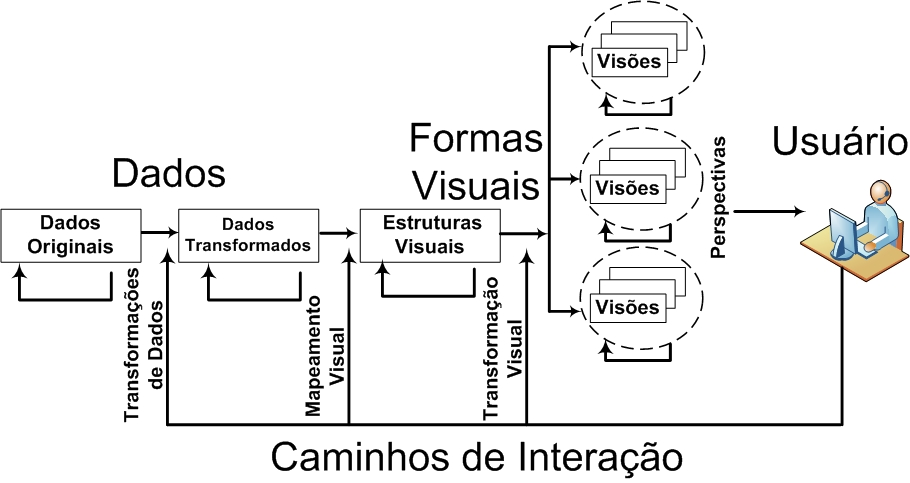 Formas
Visuais
Usuário
Dados
Visões
Visões
Visões
Perspectivas
Dados
Originais
Dados
Transformados
Estruturas
Visuais
Transformações
de Dados
Mapeamento
Visual
Transformação
Visual
Caminhos de Interação